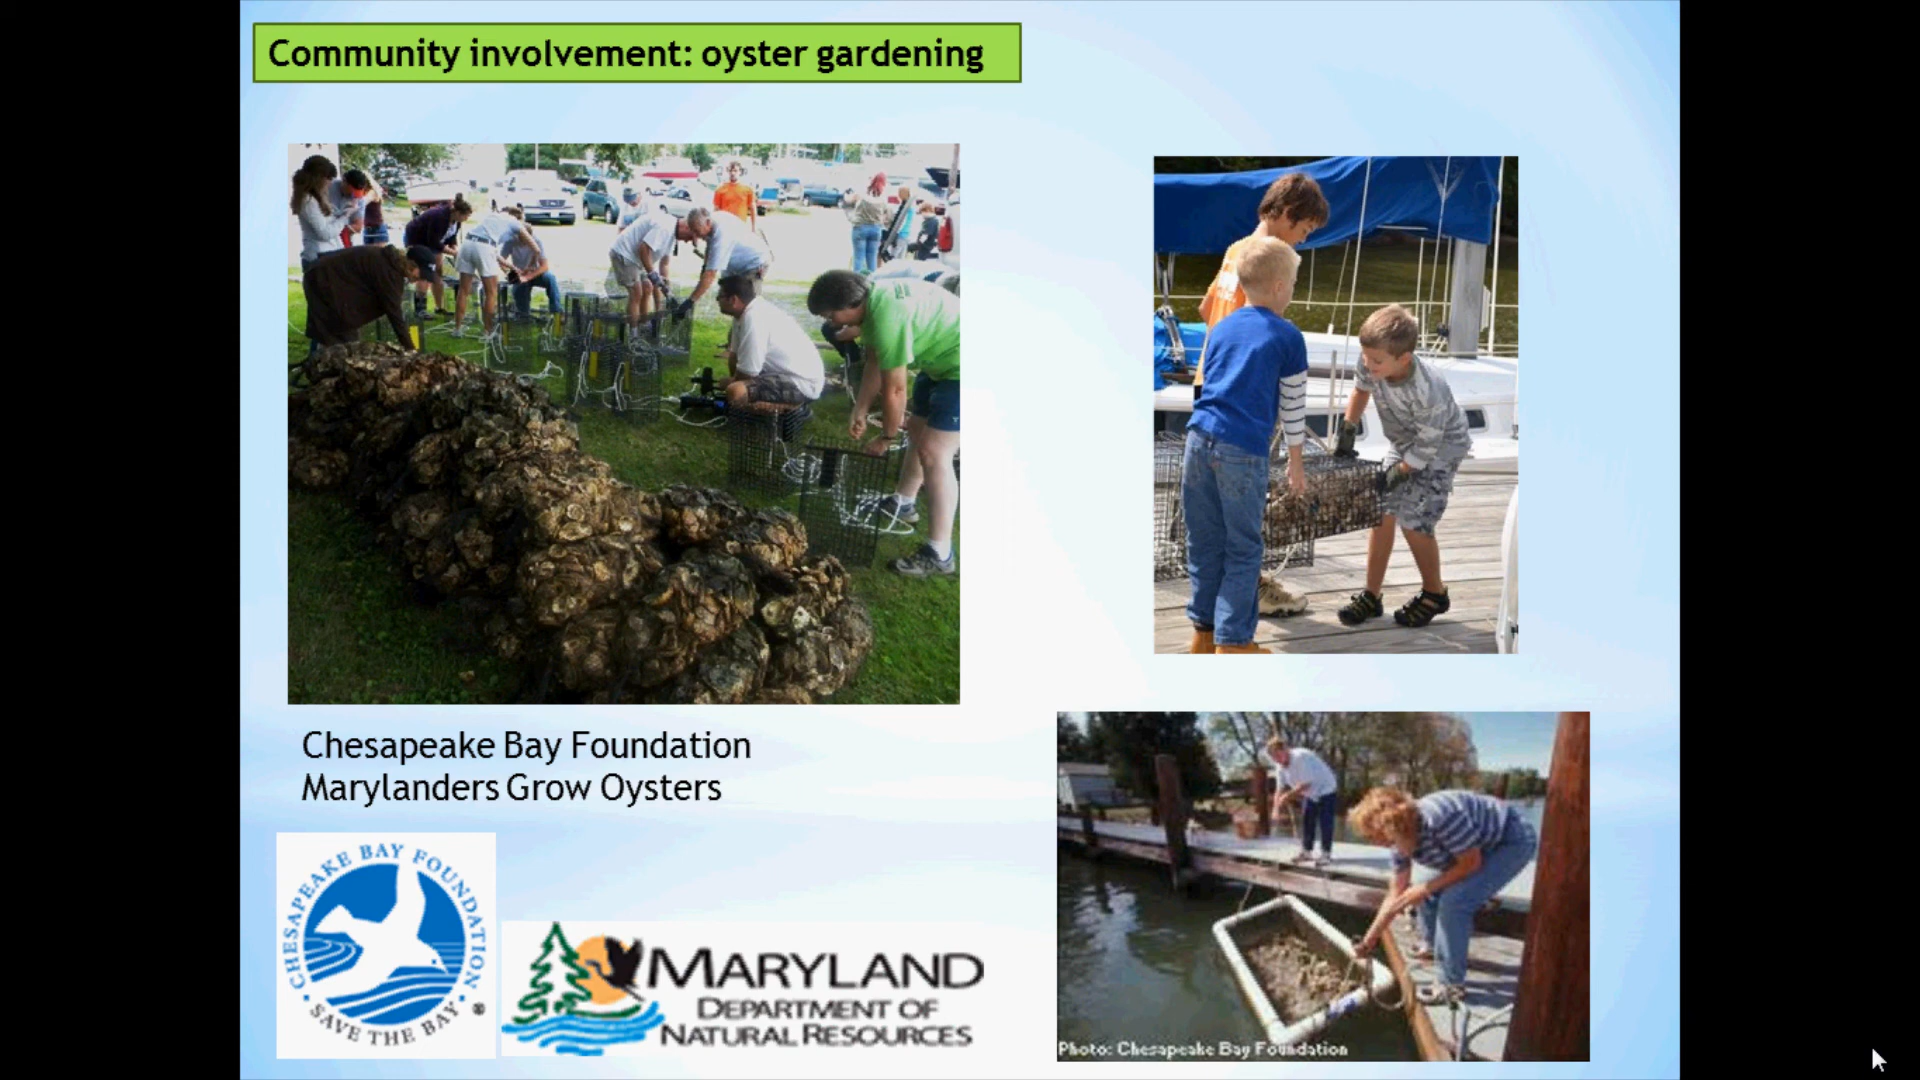 Community involvement: oyster gardening
Chesapeake Bay Foundation
Marylanders Grow Oysters
CHESAPEAKE BAY FOUNDATION
• SAVE THE BAY • ®
MARYLAND
DEPARTMENT OF
NATURAL RESOURCES
Photo: Chesapeake Bay Foundation